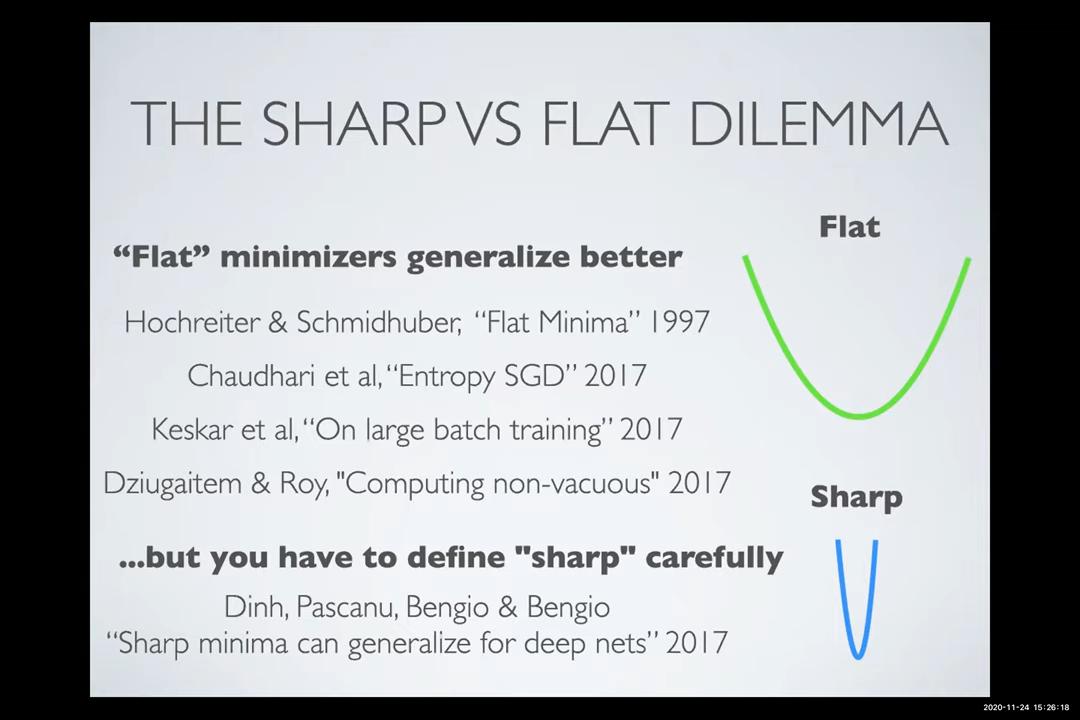 THE SHARP VS FLAT DILEMMA
“Flat” minimizers generalize better
Hochreiter & Schmidhuber, “Flat Minima” 1997
Chaudhari et al, “Entropy SGD” 2017
Keskar et al, “On large batch training” 2017
Dziugaitem & Roy, "Computing non-vacuous" 2017
...but you have to define "sharp" carefully
Dinh, Pascanu, Bengio & Bengio
“Sharp minima can generalize for deep nets” 2017
Flat
Sharp
2020-11-24 15:26:18